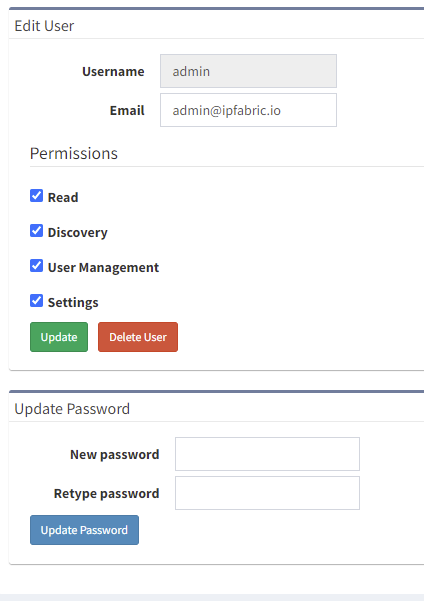 Edit User
Username admin
Email admin@ipfabric.io
Permissions
Read
Discovery
User Management
Settings
Update Delete User
Update Password
New password
Retype password
Update Password